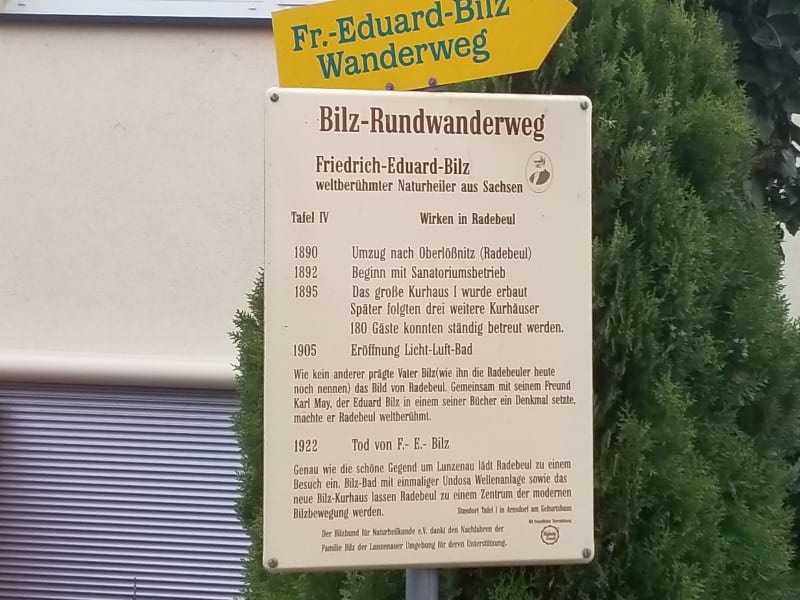 Fr.-Eduard-Bilz
Wanderweg
Bilz-Rundwanderweg
Friedrich-Eduard-Bilz
weltberühmter Naturheiler aus Sachsen
Tafel IV Wirken in Radebeul
1890 Umzug nach Oberlößnitz (Radebeul)
1892 Beginn mit Sanatoriumsbetrieb
1895 Das große Kurhaus I wurde erbaut
Später folgten drei weitere Kurhäuser
180 Gäste konnten ständig betreut werden.
1905 Eröffnung Licht-Luft-Bad
Wie kein anderer prägte Vater Bilz(wie ihn die Radebeuler heute
noch nennen) das Bild von Radebeul. Gemeinsam mit seinem Freund
Karl May, der Eduard Bilz in einem seiner Bücher ein Denkmal setzte,
machte er Radebeul weltberühmt.
1922 Tod von F.- E.- Bilz
Genau wie die schöne Gegend um Lunzenau lädt Radebeul zu einem
Besuch ein. Bilz-Bad mit einmaliger Undosa Wellenanlage sowie das
neue Bilz-Kurhaus lassen Radebeul zu einem Zentrum der modernen
Bilzbewegung werden.
Standort Tafel I in Arnsdorf am Geburtshaus
Mit freundlicher Unterstützung
Der Bilzbund für Naturheilkunde e.V. dankt den Nachfahren der
Familie Bilz der Lunzenauer Umgebung für deren Unterstützung.